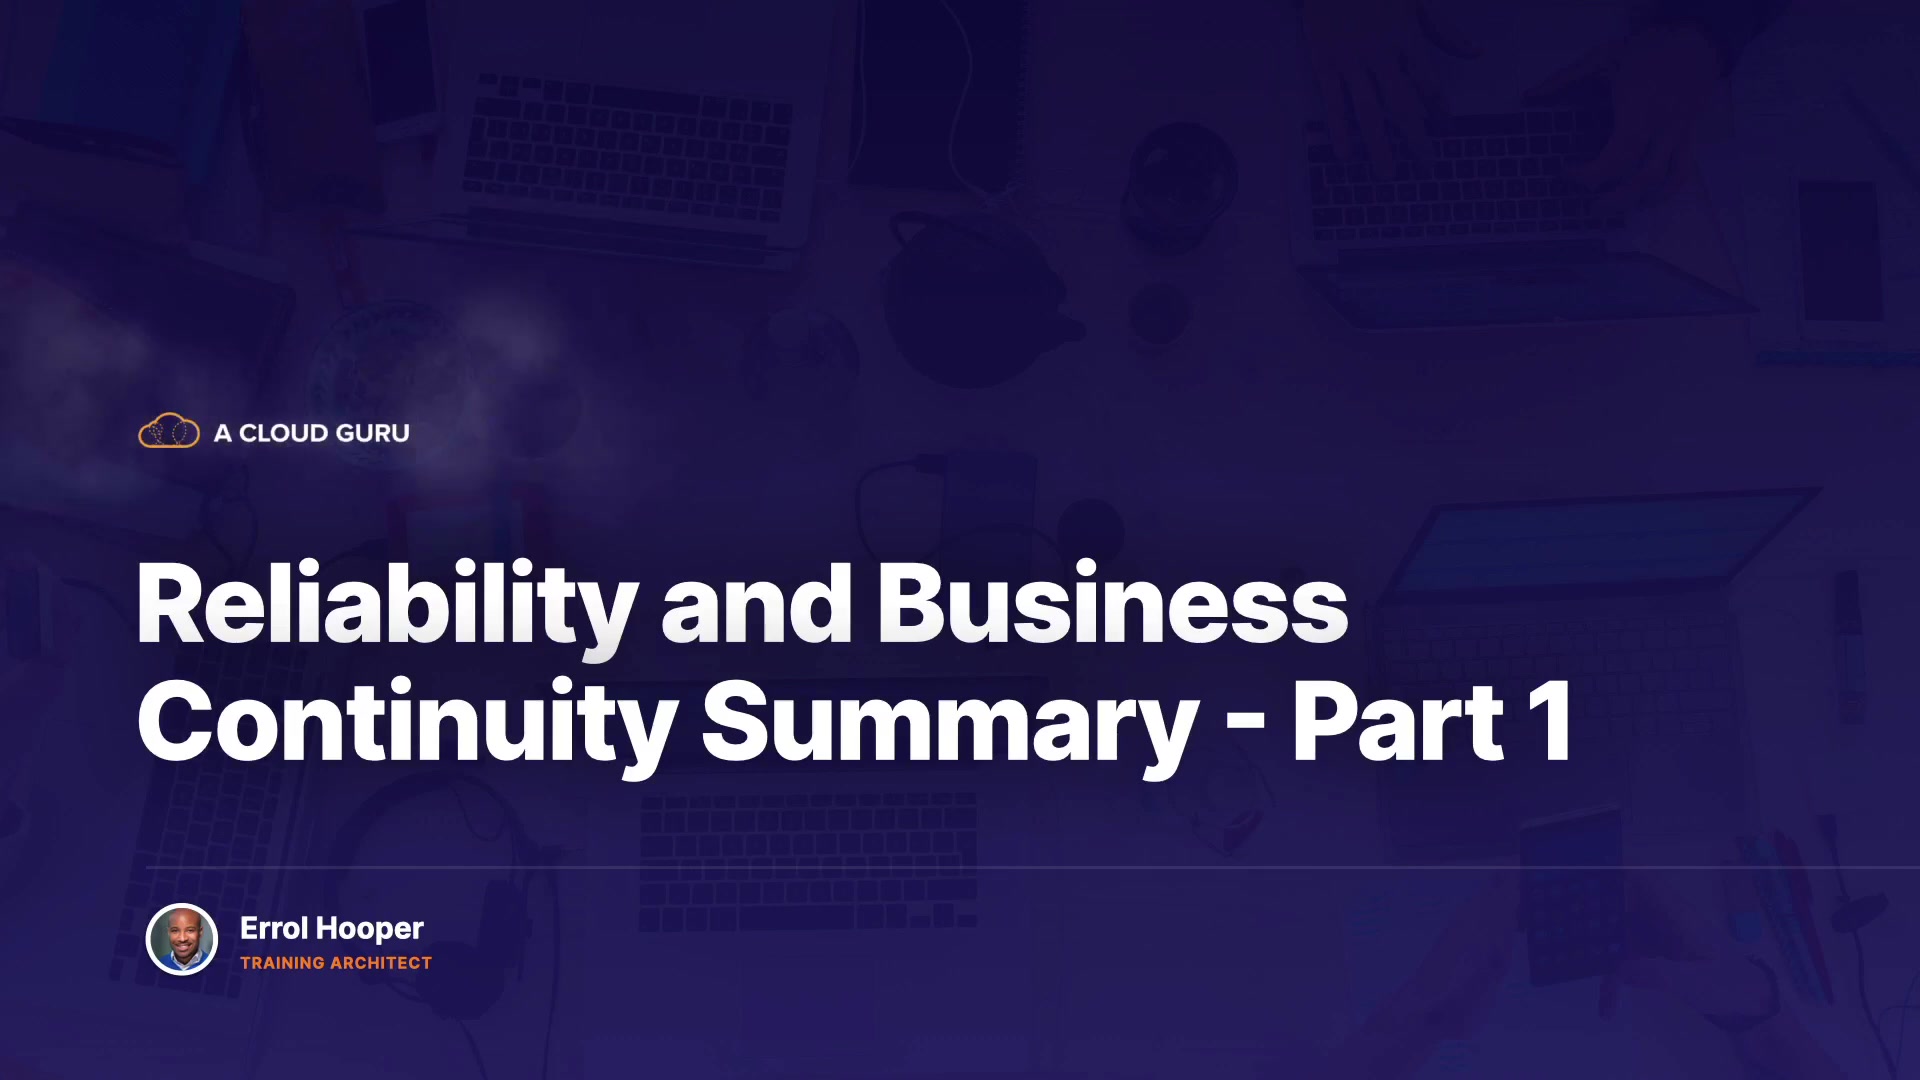 A CLOUD GURU
Reliability and Business
Continuity Summary - Part 1
Errol Hooper
TRAINING ARCHITECT